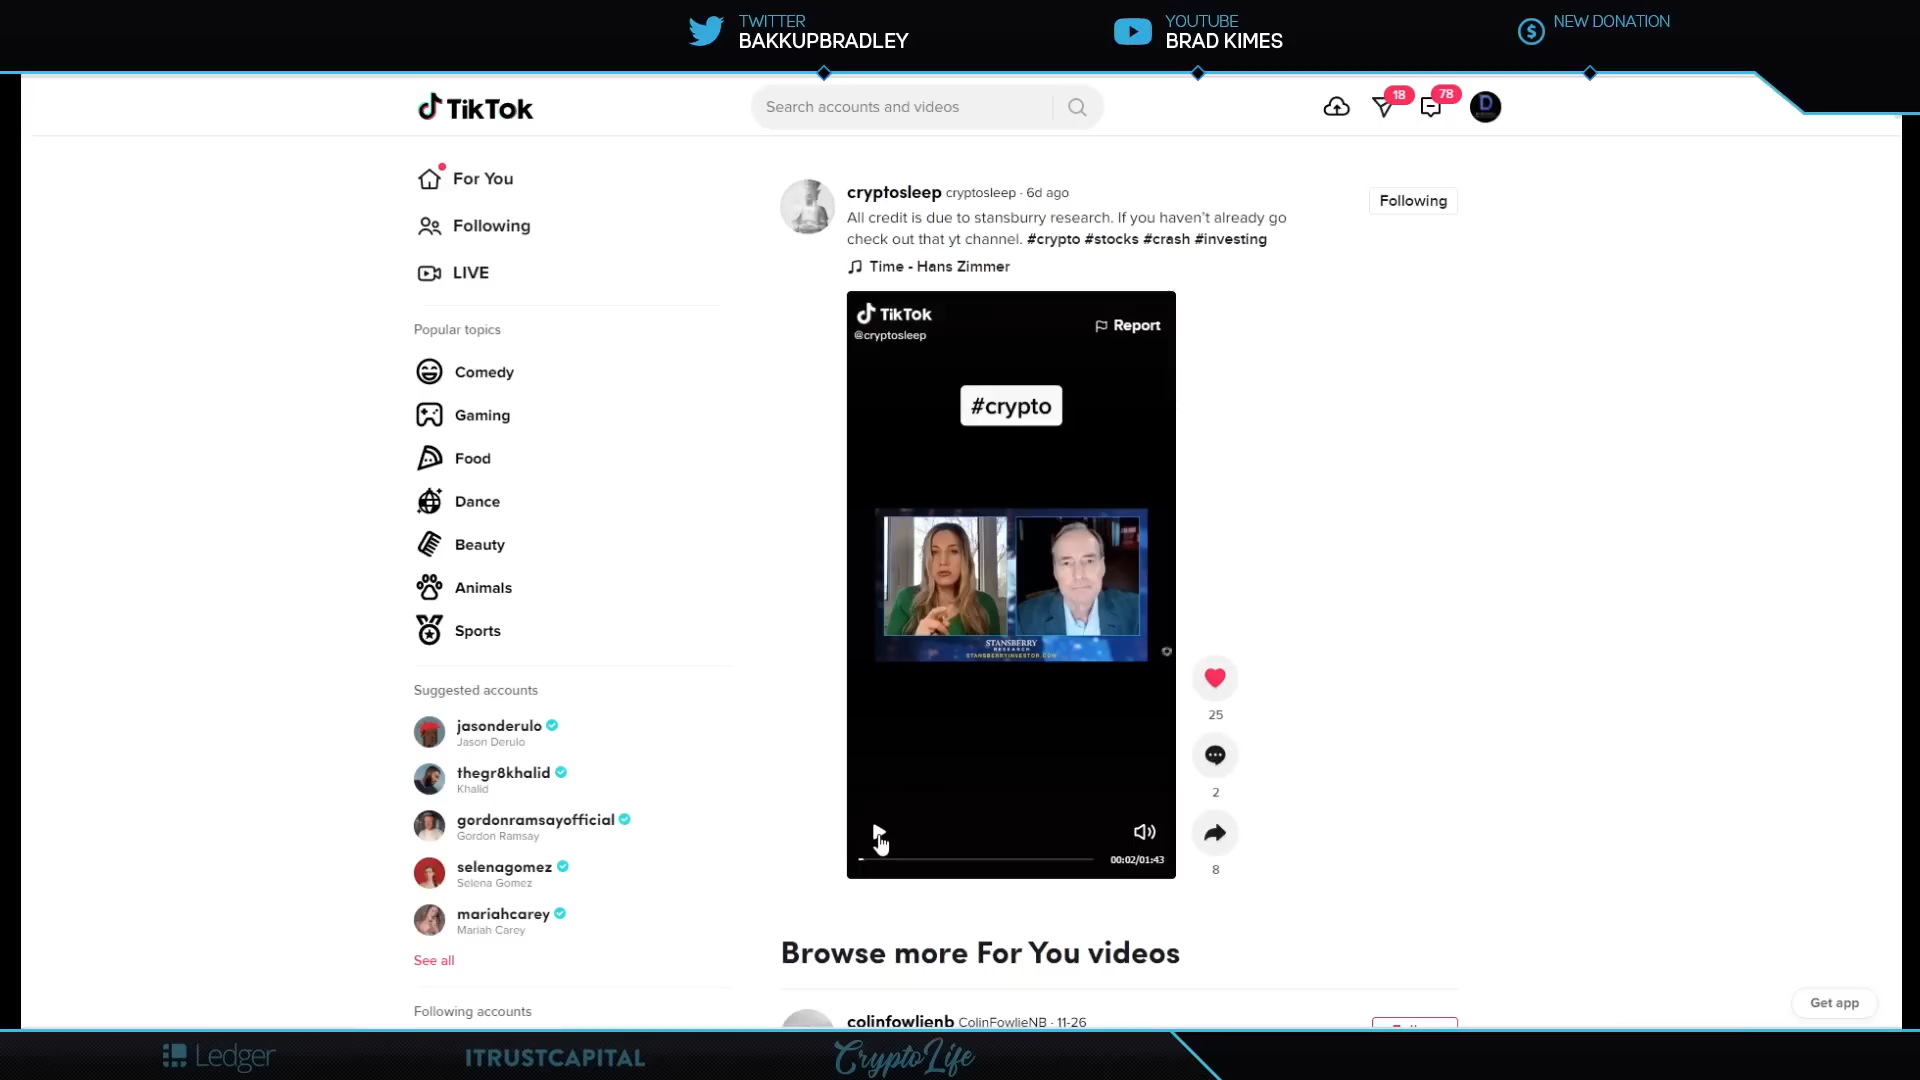 TWITTER
BAKKUPBRADLEY
YOUTUBE
BRAD KIMES
NEW DONATION
TikTok
Search accounts and videos
18
78
D
For You
Following
LIVE
Popular topics
Comedy
Gaming
Food
Dance
Beauty
Animals
Sports
Suggested accounts
jasonderulo
Jason Derulo
thegr8khalid
Khalid
gordonramsayofficial
Gordon Ramsay
selenagomez
Selena Gomez
mariahcarey
Mariah Carey
See all
Following accounts
cryptosleep cryptosleep · 6d ago
Following
All credit is due to stansburry research. If you haven't already go
check out that yt channel. #crypto #stocks #crash #investing
Time - Hans Zimmer
TikTok
@cryptosleep
Report
#crypto
STANSBERRY
RESEARCH
STANSBERRYINVESTOR.COM
00:02/01:43
25
2
8
Browse more For You videos
colinfowlienb ColinFowlieNB · 11-26
Get app
Ledger
ITRUSTCAPITAL
CryptoLife